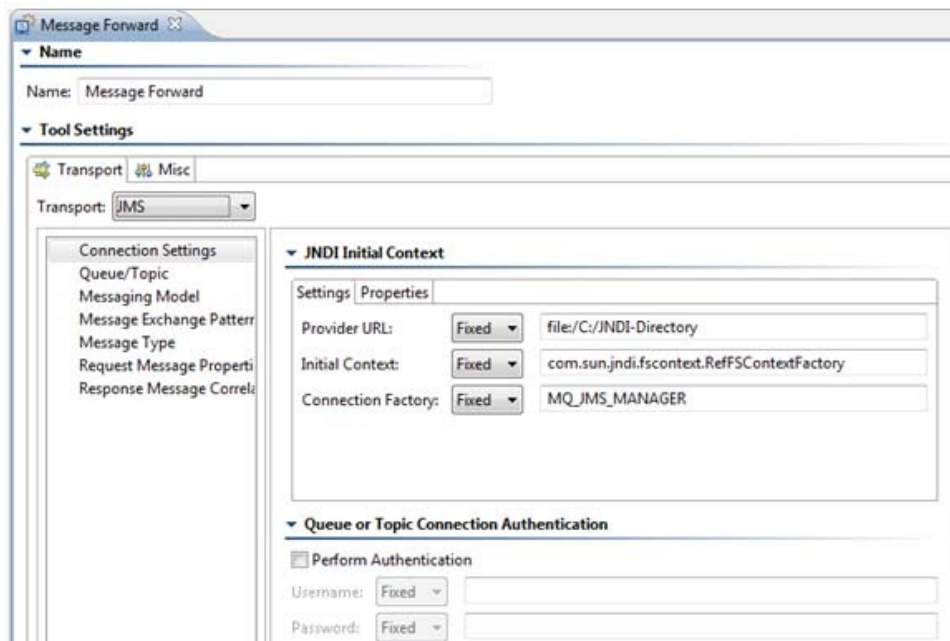 Message Forward
Name
Name: Message Forward
Tool Settings
Transport Misc
Transport: JMS
Connection Settings
Queue/Topic
Messaging Model
Message Exchange Pattern
Message Type
Request Message Properti
Response Message Correla
JNDI Initial Context
Settings Properties
Provider URL: Fixed file:/C:/JNDI-Directory
Initial Context: Fixed com.sun.jndi.fscontext.RefFSContextFactory
Connection Factory: Fixed MQ_JMS_MANAGER
Queue or Topic Connection Authentication
Perform Authentication
Username: Fixed
Password: Fixed